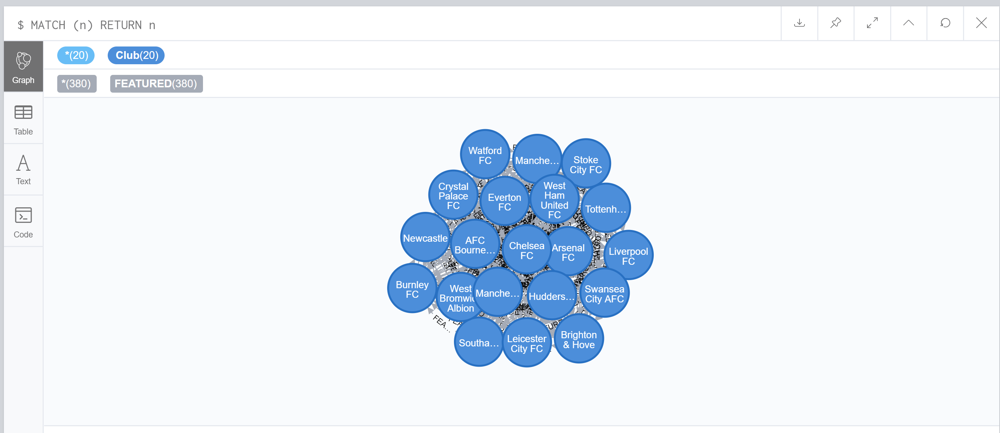 $ MATCH (n) RETURN n
*(20) Club(20)
Graph
*(380) FEATURED(380)
Table
Text
Code
Watford
FC
Manche...
Stoke
City FC
Crystal
Palace
FC
Everton
FC
West
Ham
United
FC
Tottenh...
Newcastle
AFC
Bourne...
Chelsea
FC
Arsenal
FC
Liverpool
FC
Burnley
FC
West
Bromwic
Albion
Manche...
Hudders...
Swansea
City AFC
FEA...
Southa...
Leicester
City FC
Brighton
& Hove